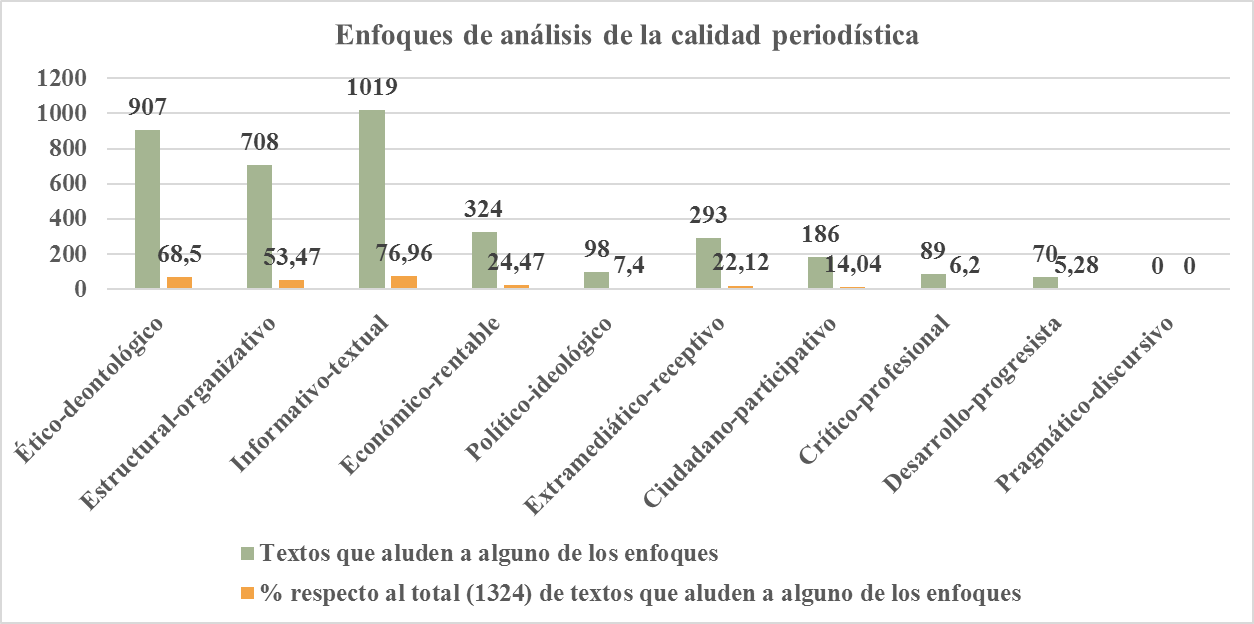 Enfoques de análisis de la calidad periodística
1200
1000
800
600
400
200
0
907
68,5
708
53,47
1019
76,96
324
24,47
98
7,4
293
22,12
186
14,04
89
6,2
70
5,28
0
0
Ético-deontológico
Estructural-organizativo
Informativo-textual
Económico-rentable
Político-ideológico
Extramediático-receptivo
Ciudadano-participativo
Crítico-profesional
Desarrollo-progresista
Pragmático-discursivo
Textos que aluden a alguno de los enfoques
% respecto al total (1324) de textos que aluden a alguno de los enfoques